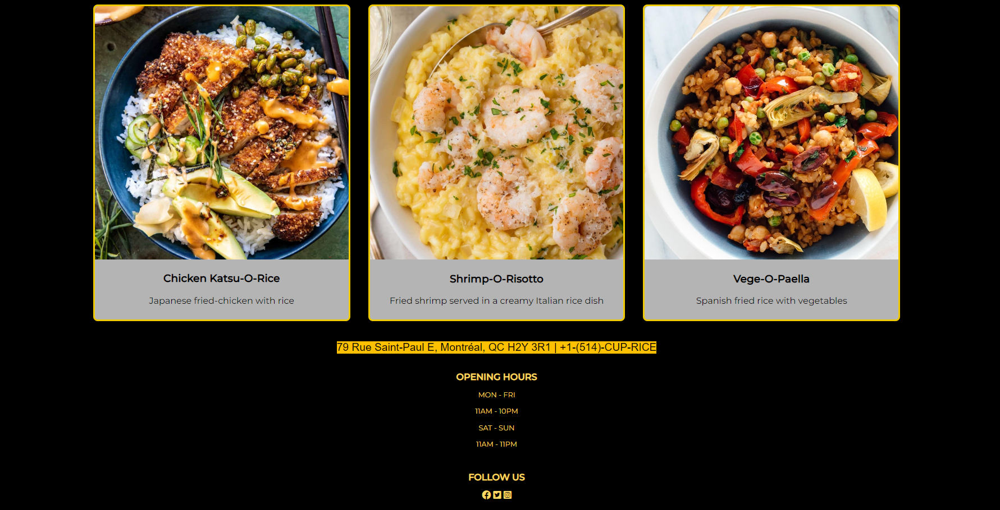 Chicken Katsu-O-Rice
Japanese fried-chicken with rice
Shrimp-O-Risotto
Fried shrimp served in a creamy Italian rice dish
Vege-O-Paella
Spanish fried rice with vegetables
79 Rue Saint-Paul E, Montréal, QC H2Y 3R1 | +1-(514)-CUP-RICE
OPENING HOURS
MON - FRI
11AM - 10PM
SAT - SUN
11AM - 11PM
FOLLOW US